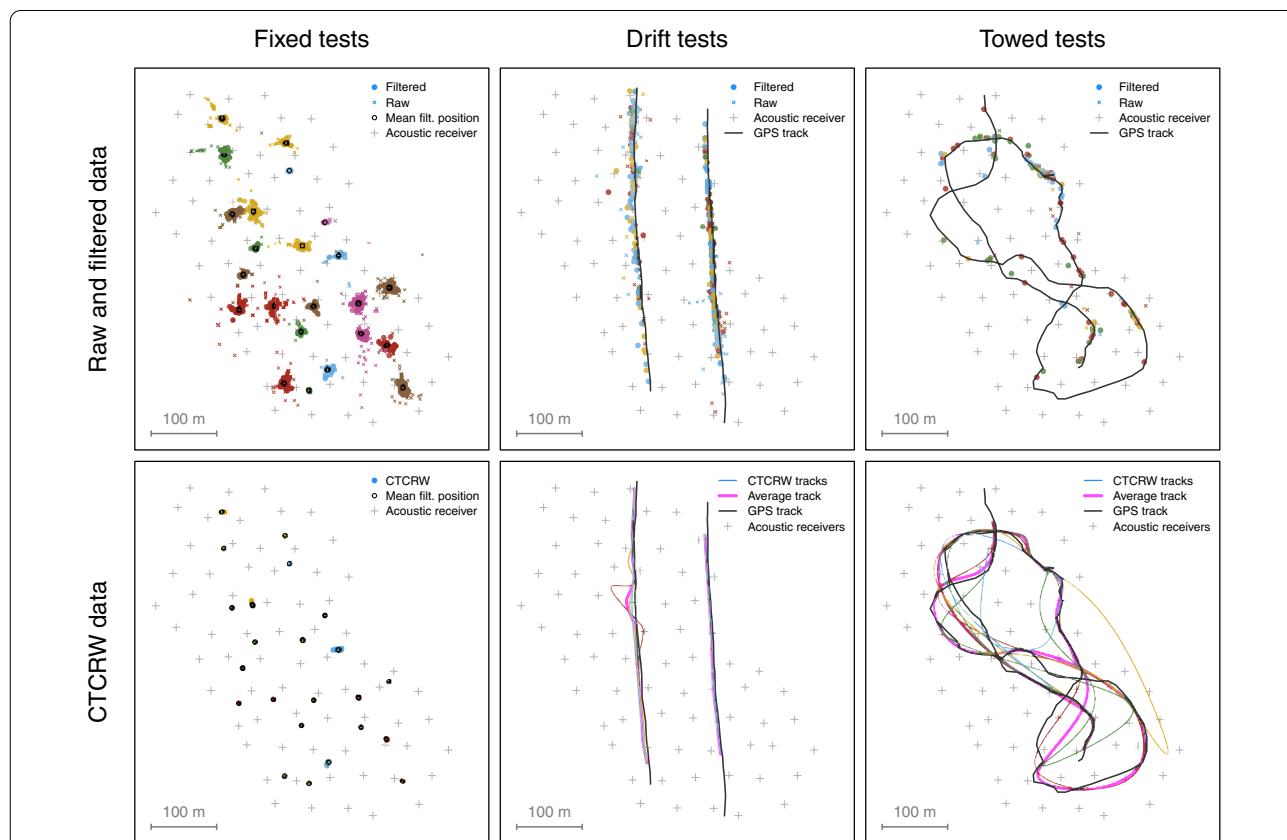 Fixed tests
Drift tests
Towed tests
Raw and filtered data
Filtered
Raw
Mean filt. position
Acoustic receiver
100 m
Filtered
Raw
Acoustic receiver
GPS track
100 m
Filtered
Raw
Acoustic receiver
GPS track
100 m
CTCRW data
CTCRW
Mean filt. position
Acoustic receiver
100 m
CTCRW tracks
Average track
GPS track
Acoustic receivers
100 m
CTCRW tracks
Average track
GPS track
Acoustic receivers
100 m